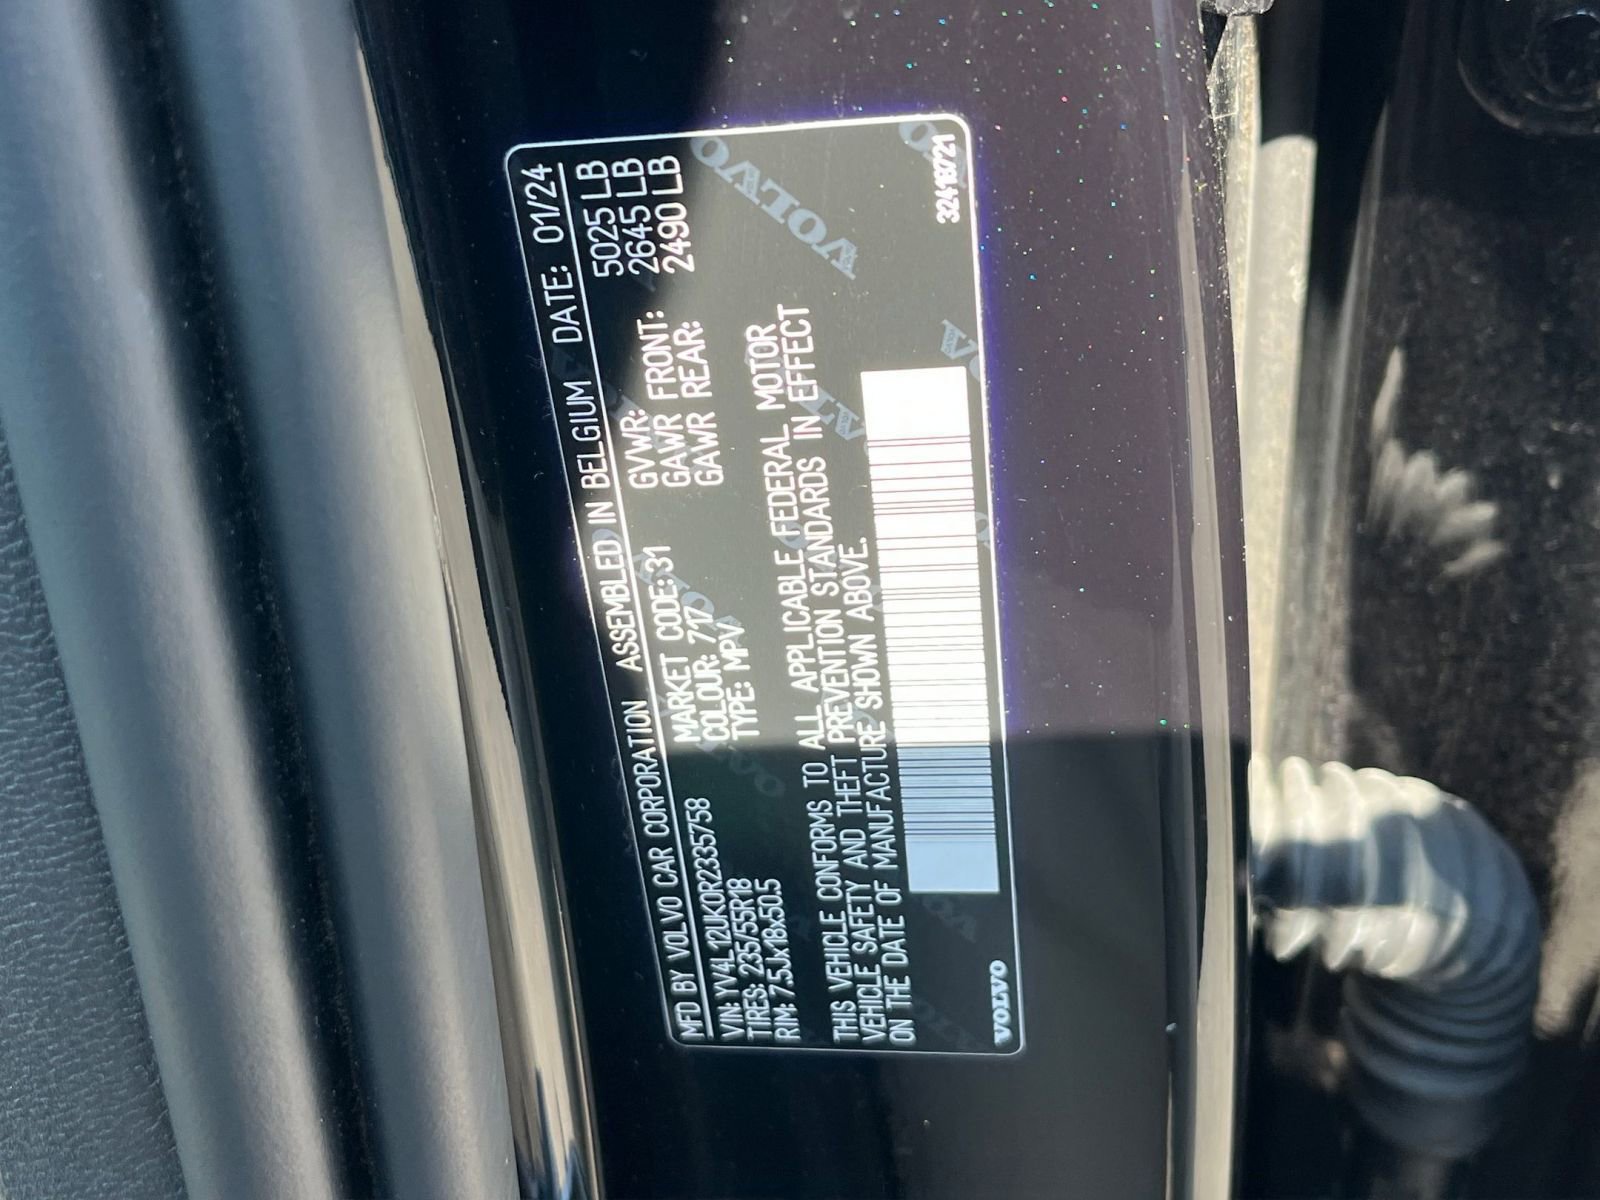 MFD BY VOLVO CAR CORPORATION ASSEMBLED IN BELGIUM DATE: 01/24
VIN: YV4L12UK0R2335758 MARKET CODE: 31 GVWR: 5025 LB
TIRES: 235/55R18 COLOUR: 717 GAWR FRONT: 2645 LB
RIM: 7.5Jx18x50.5 TYPE: MPV GAWR REAR: 2490 LB
THIS VEHICLE CONFORMS TO ALL APPLICABLE FEDERAL MOTOR
VEHICLE SAFETY AND THEFT PREVENTION STANDARDS IN EFFECT
ON THE DATE OF MANUFACTURE SHOWN ABOVE.
VOLVO 32418721